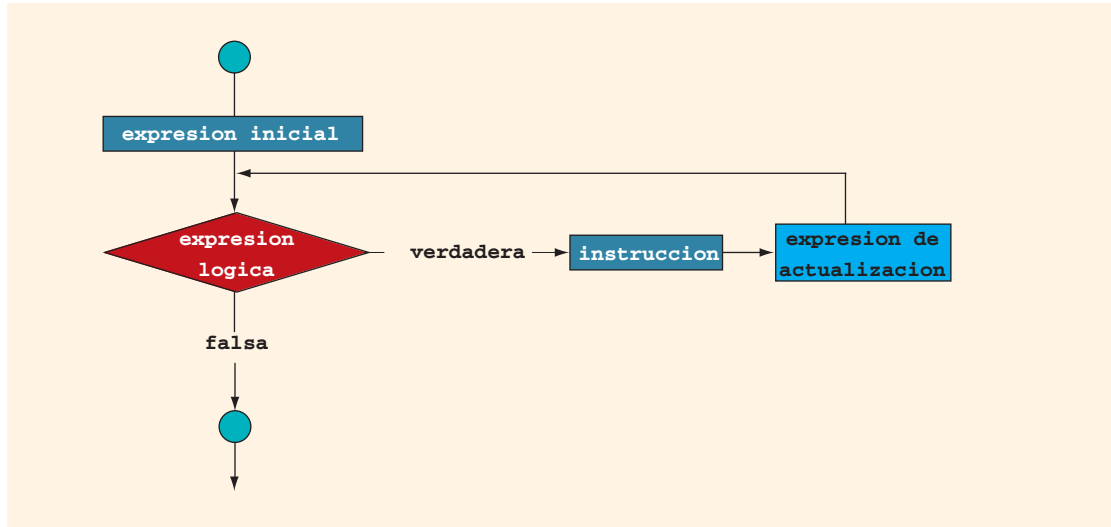 expresion inicial
expresion
logica
verdadera
instruccion
expresion de
actualizacion
falsa